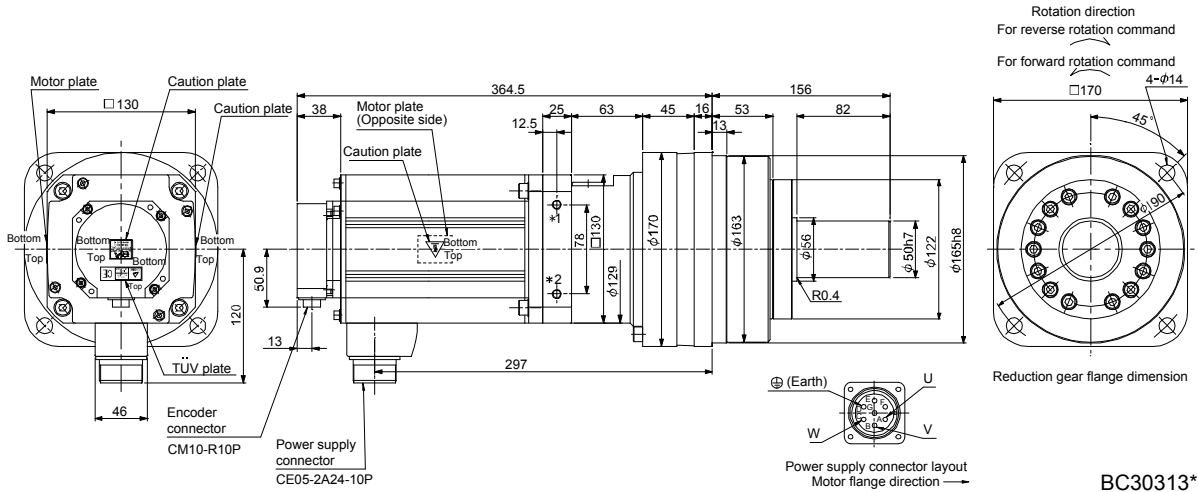 Rotation direction
For reverse rotation command
For forward rotation command
4-ϕ14
□170
45°
ϕ190
Reduction gear flange dimension
Motor plate
Caution plate
□130
Caution plate
Bottom
Top
Bottom
Top
Bottom
Top
Bottom
Top
120
TÜV plate
46
364.5
156
38
Motor plate
(Opposite side)
25
63
45
16
53
82
12.5
13
Caution plate
Bottom
Top
*1
*2
78
□130
ϕ129
ϕ170
ϕ163
ϕ56
ϕ50h7
ϕ122
ϕ165h8
R0.4
50.9
13
297
Encoder
connector
CM10-R10P
Power supply
connector
CE05-2A24-10P
(Earth)
U
E
F
G
A
B
W
V
Power supply connector layout
Motor flange direction
BC30313*